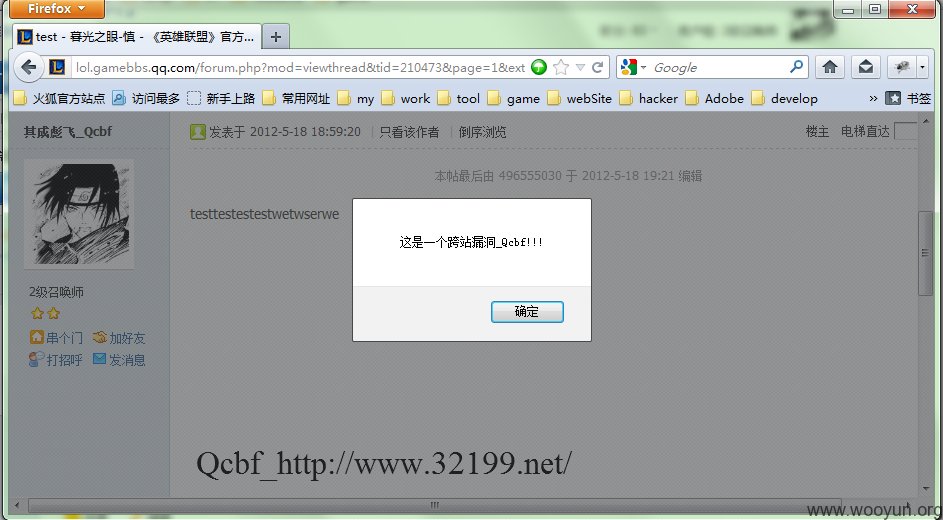 Firefox
test - 暮光之眼-慎 - 《英雄联盟》官方...
lol.gamebbs.qq.com/forum.php?mod=viewthread&tid=210473&page=1&ext
Google
火狐官方站点 访问最多 新手上路 常用网址 my work tool game webSite hacker Adobe develop » 书签
其疯彪飞_Qcbf
发表于 2012-5-18 18:59:20 | 只看该作者 | 倒序浏览
楼主 电梯直达
本帖最后由 496555030 于 2012-5-18 19:21 编辑
testtestestestwetwserwe
这是一个跨站漏洞_Qcbf!!!
确定
2级召唤师
串个门 加好友
打招呼 发消息
Qcbf_http://www.32199.net/
www.wooyun.org